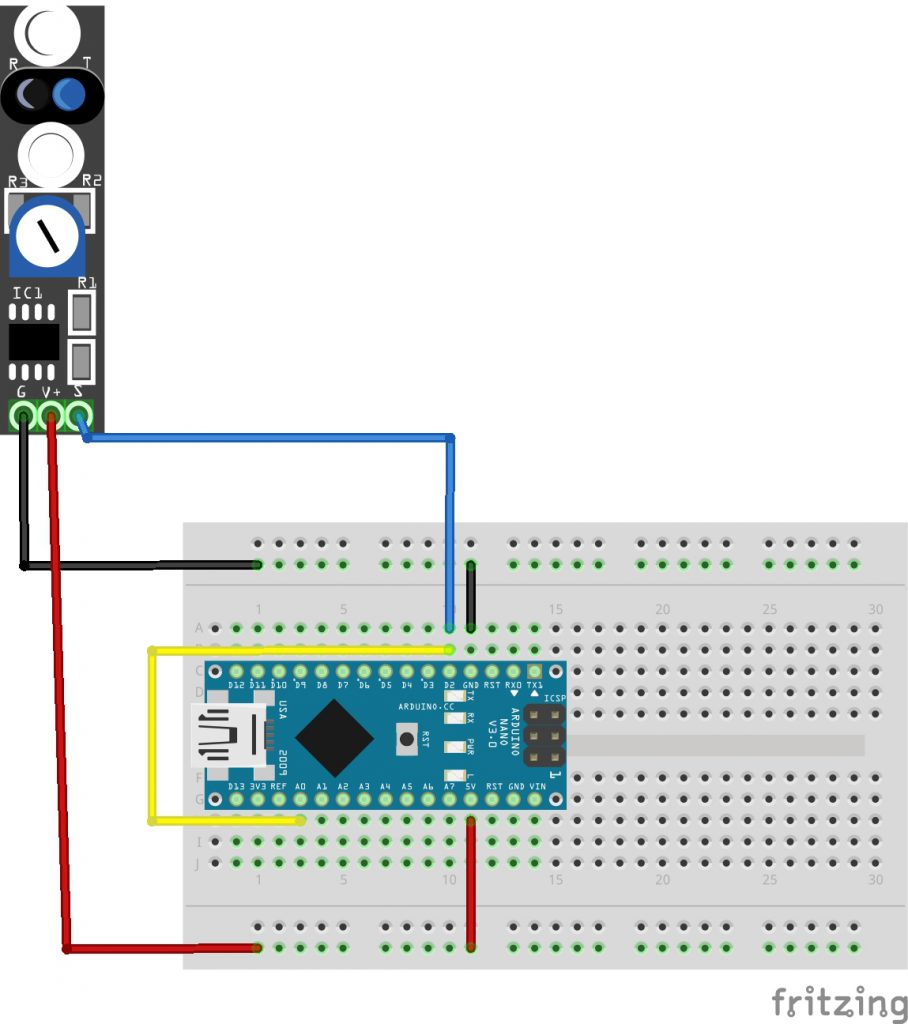 R T
R3 R2
R1
IC1
G V+ S
1 5 10 15 20 25 30
A
B
C
D12 D11 D10 D9 D8 D7 D6 D5 D4 D3 D2 GND RST RX0 TX1
D
TX
ICSP
ARDUINO.CC
USA
RX
RST
ARDUINO
NANO
V3.0
PWR
2009
F
L
1
D13 3V3 REF A0 A1 A2 A3 A4 A5 A6 A7 5V RST GND VIN
G
I
J
1 5 10 15 20 25 30
fritzing